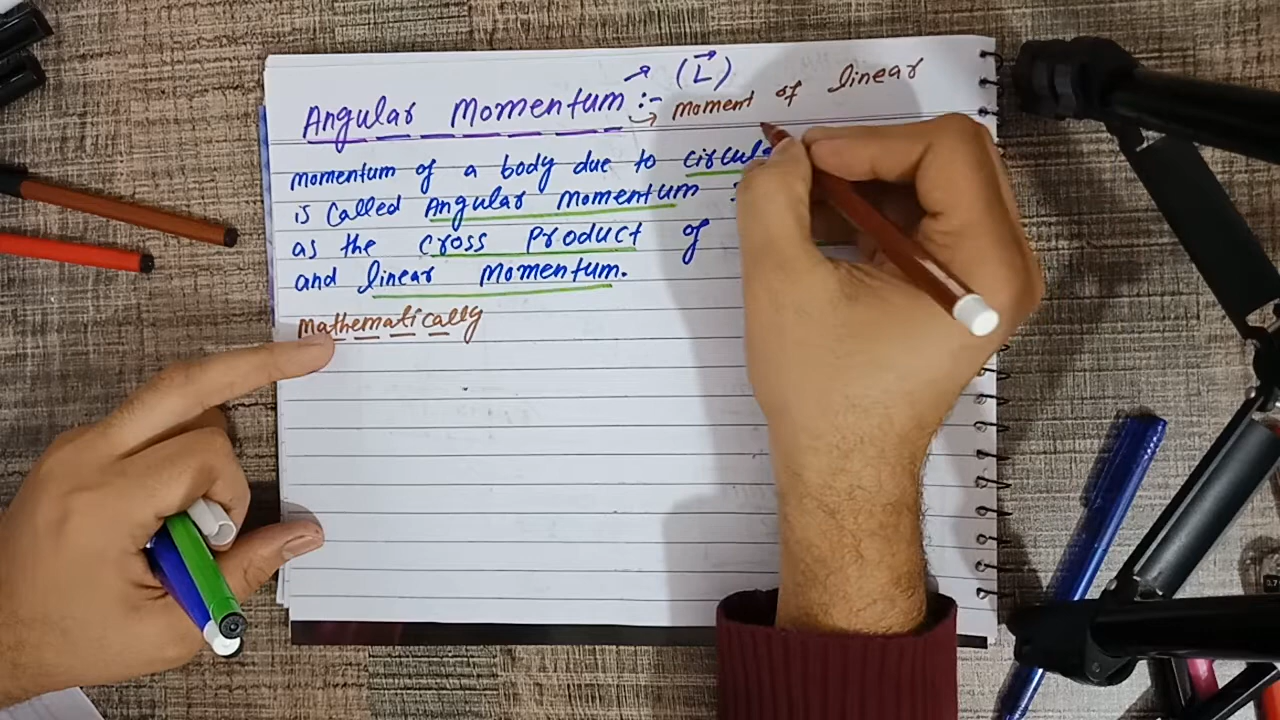 Angular Momentum :- → (L⃗)
→ Moment of linear
momentum of a body due to
is called Angular momentum
as the cross product of
and linear momentum.
Mathematically